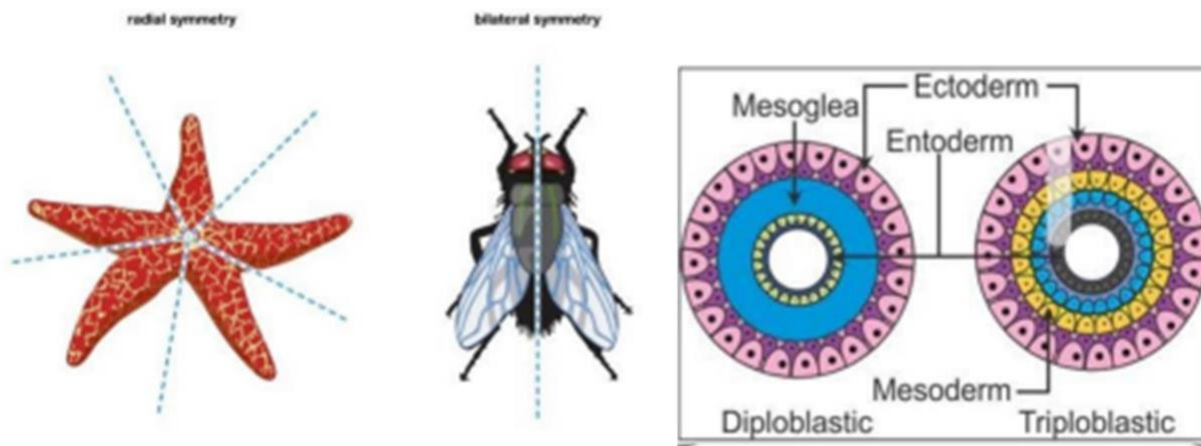 radial symmetry
bilateral symmetry
Ectoderm
Mesoglea
Entoderm
Mesoderm
Diploblastic
Triploblastic